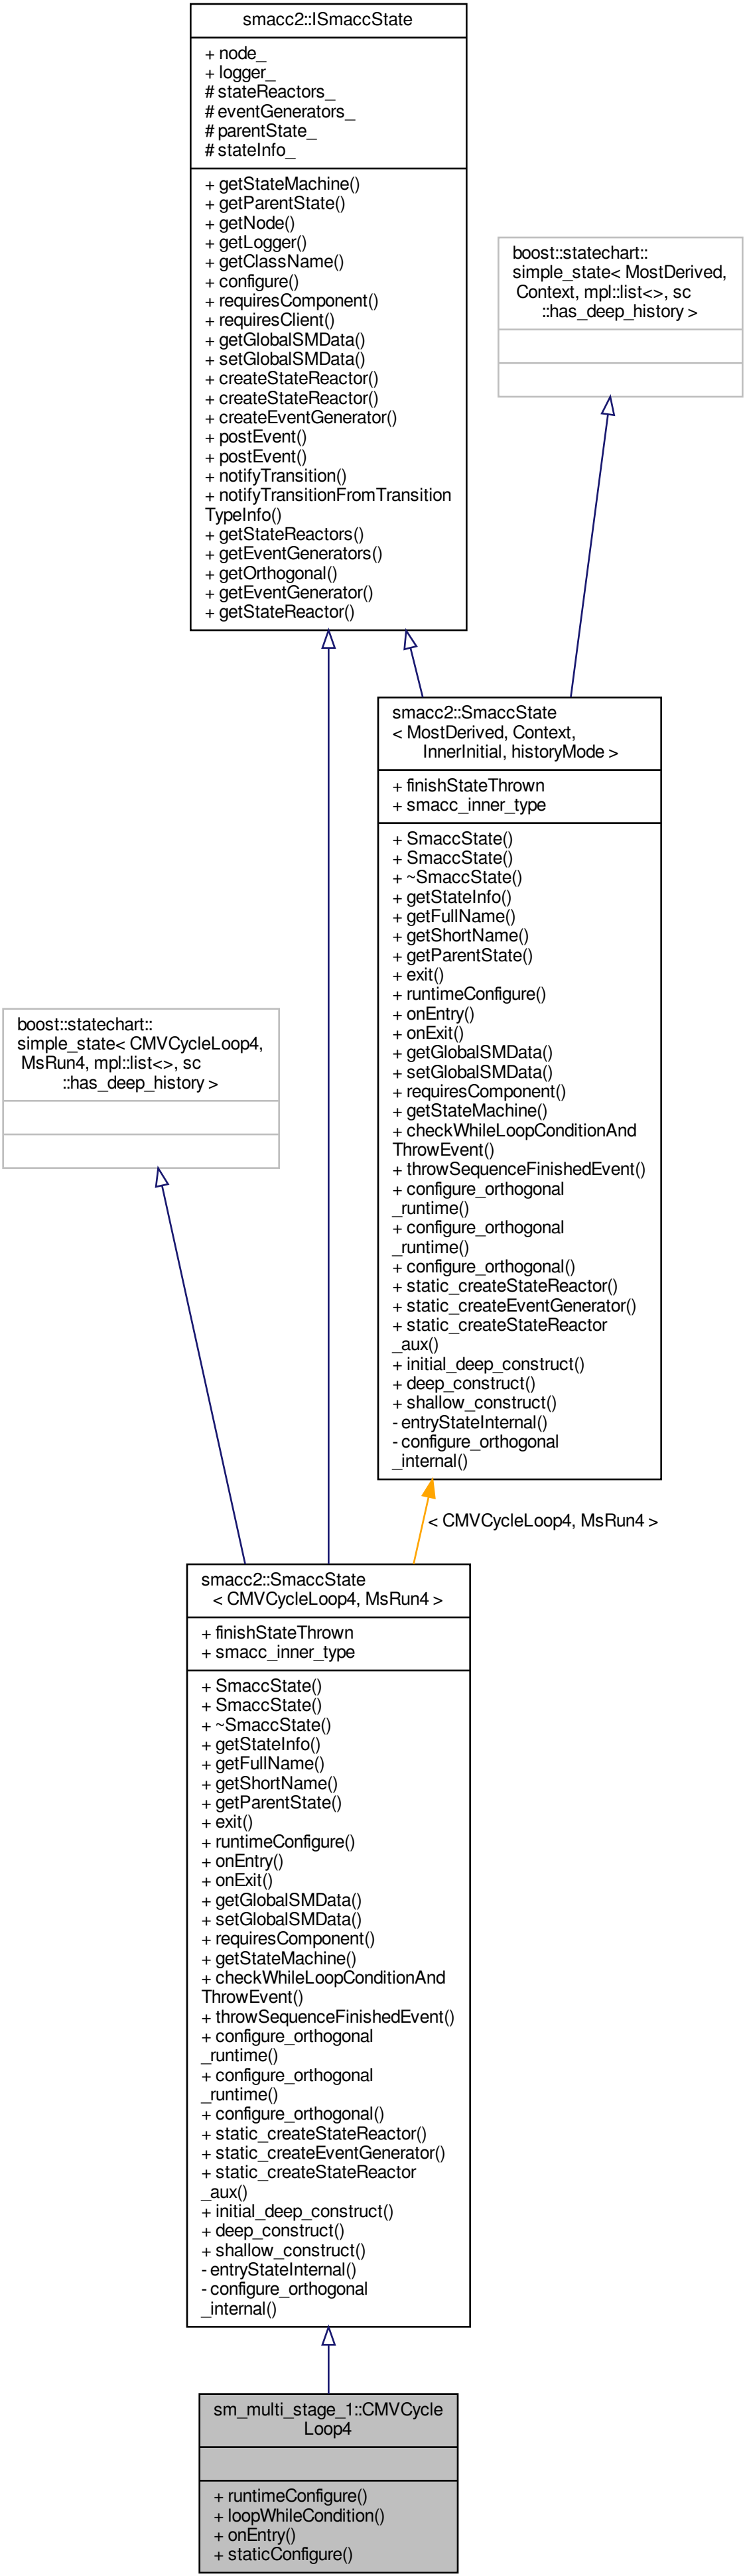 smacc2::ISmaccState
+ node_
+ logger_
# stateReactors_
# eventGenerators_
# parentState_
# stateInfo_
+ getStateMachine()
+ getParentState()
+ getNode()
+ getLogger()
+ getClassName()
+ configure()
+ requiresComponent()
+ requiresClient()
+ getGlobalSMData()
+ setGlobalSMData()
+ createStateReactor()
+ createStateReactor()
+ createEventGenerator()
+ postEvent()
+ postEvent()
+ notifyTransition()
+ notifyTransitionFromTransition
TypeInfo()
+ getStateReactors()
+ getEventGenerators()
+ getOrthogonal()
+ getEventGenerator()
+ getStateReactor()
boost::statechart::
simple_state< MostDerived,
Context, mpl::list<>, sc
::has_deep_history >
smacc2::SmaccState
< MostDerived, Context,
InnerInitial, historyMode >
+ finishStateThrown
+ smacc_inner_type
+ SmaccState()
+ SmaccState()
+ ~SmaccState()
+ getStateInfo()
+ getFullName()
+ getShortName()
+ getParentState()
+ exit()
+ runtimeConfigure()
+ onEntry()
+ onExit()
+ getGlobalSMData()
+ setGlobalSMData()
+ requiresComponent()
+ getStateMachine()
+ checkWhileLoopConditionAnd
ThrowEvent()
+ throwSequenceFinishedEvent()
+ configure_orthogonal
_runtime()
+ configure_orthogonal
_runtime()
+ configure_orthogonal()
+ static_createStateReactor()
+ static_createEventGenerator()
+ static_createStateReactor
_aux()
+ initial_deep_construct()
+ deep_construct()
+ shallow_construct()
- entryStateInternal()
- configure_orthogonal
_internal()
boost::statechart::
simple_state< CMVCycleLoop4,
MsRun4, mpl::list<>, sc
::has_deep_history >
< CMVCycleLoop4, MsRun4 >
smacc2::SmaccState
< CMVCycleLoop4, MsRun4 >
+ finishStateThrown
+ smacc_inner_type
+ SmaccState()
+ SmaccState()
+ ~SmaccState()
+ getStateInfo()
+ getFullName()
+ getShortName()
+ getParentState()
+ exit()
+ runtimeConfigure()
+ onEntry()
+ onExit()
+ getGlobalSMData()
+ setGlobalSMData()
+ requiresComponent()
+ getStateMachine()
+ checkWhileLoopConditionAnd
ThrowEvent()
+ throwSequenceFinishedEvent()
+ configure_orthogonal
_runtime()
+ configure_orthogonal
_runtime()
+ configure_orthogonal()
+ static_createStateReactor()
+ static_createEventGenerator()
+ static_createStateReactor
_aux()
+ initial_deep_construct()
+ deep_construct()
+ shallow_construct()
- entryStateInternal()
- configure_orthogonal
_internal()
sm_multi_stage_1::CMVCycle
Loop4
+ runtimeConfigure()
+ loopWhileCondition()
+ onEntry()
+ staticConfigure()